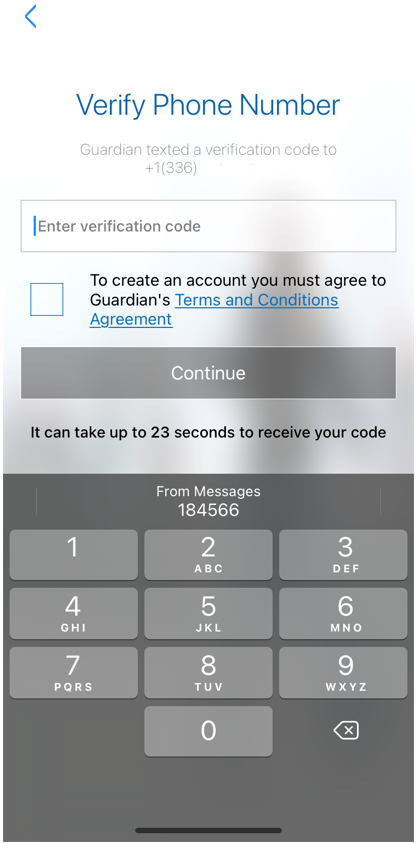 Verify Phone Number
Guardian texted a verification code to
+1(336)
Enter verification code
To create an account you must agree to
Guardian's Terms and Conditions
Agreement
Continue
It can take up to 23 seconds to receive your code
From Messages
184566
1
2
ABC
3
DEF
4
GHI
5
JKL
6
MNO
7
PQRS
8
TUV
9
WXYZ
0